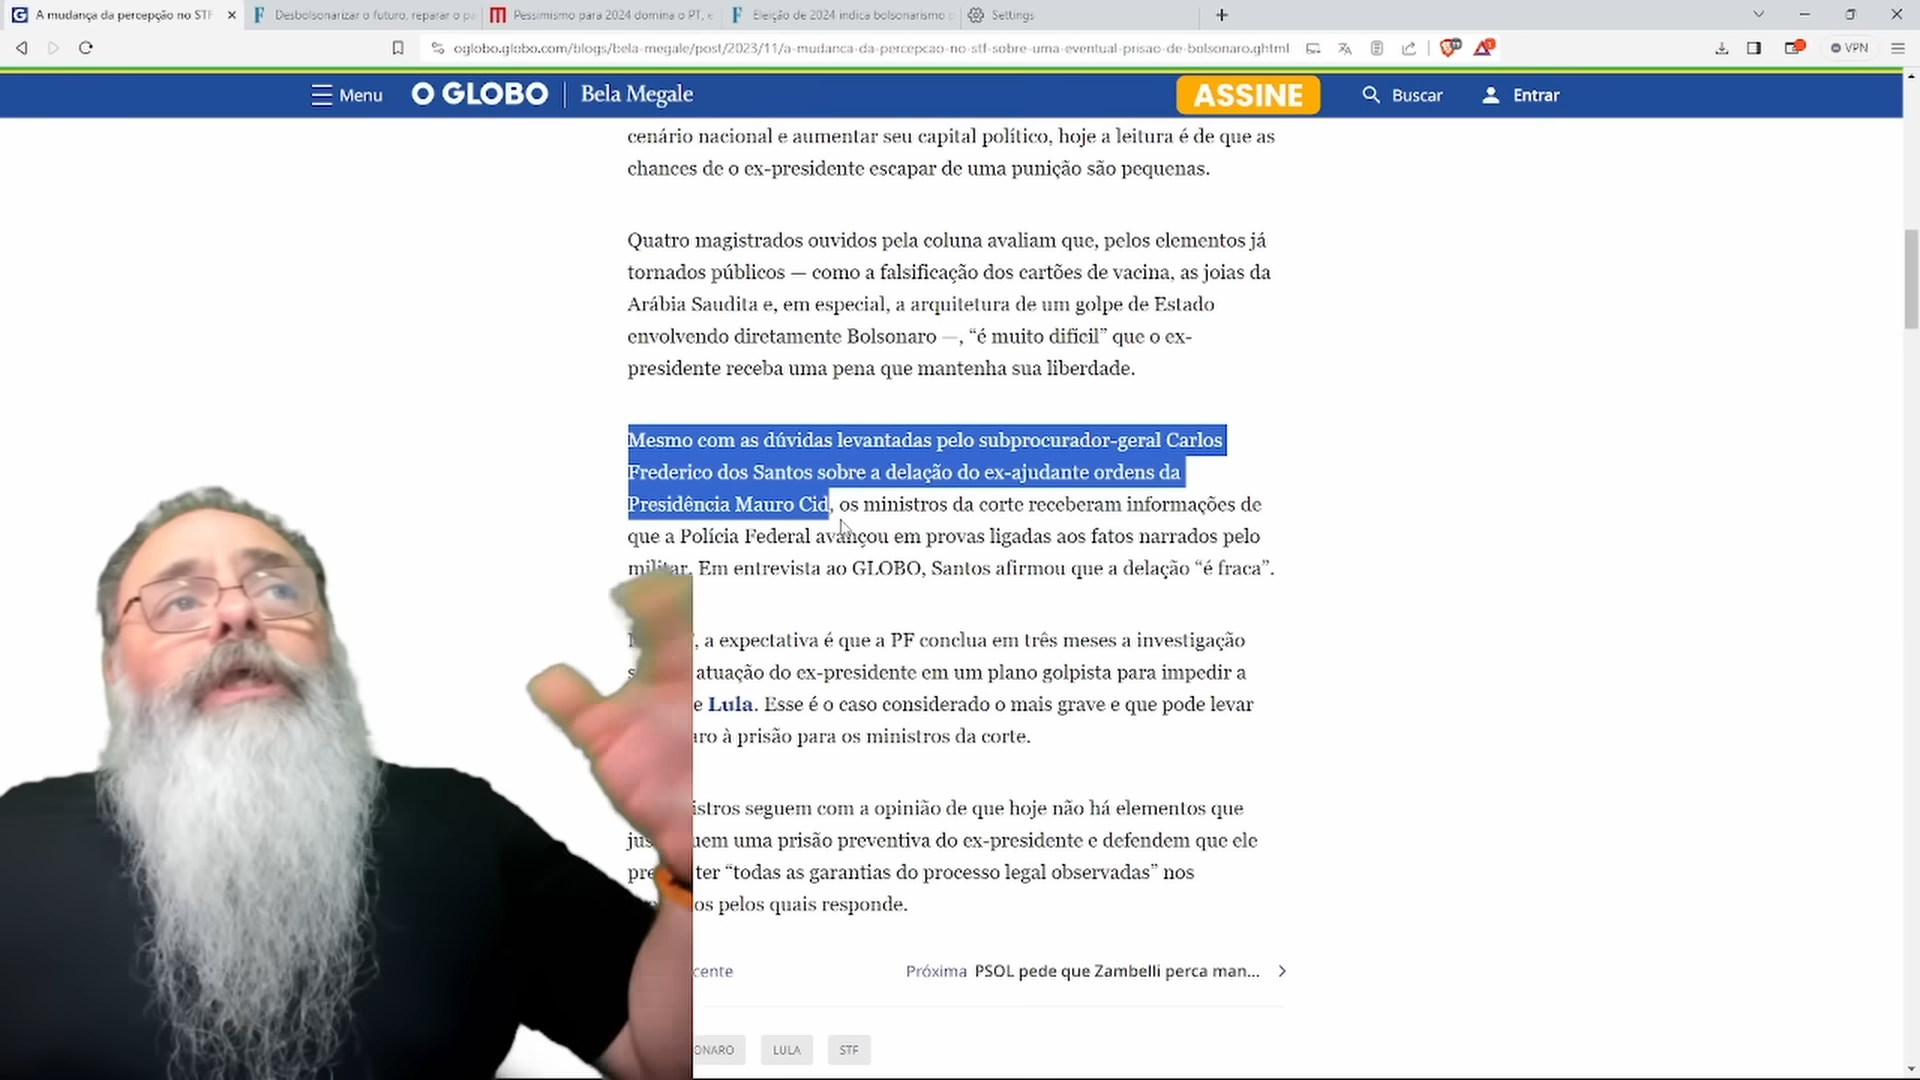 A mudança da percepção no STF
Desbolsonarizar o futuro, reparar o pa
Pessimismo para 2024 domina o PT, e
Eleição de 2024 indica bolsonarismo
Settings
oglobo.globo.com/blogs/bela-megale/post/2023/11/a-mudanca-da-percepcao-no-stf-sobre-uma-eventual-prisao-de-bolsonaro.ghtml
VPN
Menu
O GLOBO
Bela Megale
ASSINE
Buscar
Entrar
cenário nacional e aumentar seu capital político, hoje a leitura é de que as
chances de o ex-presidente escapar de uma punição são pequenas.
Quatro magistrados ouvidos pela coluna avaliam que, pelos elementos já
tornados públicos — como a falsificação dos cartões de vacina, as joias da
Arábia Saudita e, em especial, a arquitetura de um golpe de Estado
envolvendo diretamente Bolsonaro —, “é muito difícil” que o ex-
presidente receba uma pena que mantenha sua liberdade.
Mesmo com as dúvidas levantadas pelo subprocurador-geral Carlos
Frederico dos Santos sobre a delação do ex-ajudante ordens da
Presidência Mauro Cid, os ministros da corte receberam informações de
que a Polícia Federal avançou em provas ligadas aos fatos narrados pelo
militar. Em entrevista ao GLOBO, Santos afirmou que a delação “é fraca”.
, a expectativa é que a PF conclua em três meses a investigação
atuação do ex-presidente em um plano golpista para impedir a
e Lula. Esse é o caso considerado o mais grave e que pode levar
aro à prisão para os ministros da corte.
istros seguem com a opinião de que hoje não há elementos que
jus uem uma prisão preventiva do ex-presidente e defendem que ele
pre ter “todas as garantias do processo legal observadas” nos
os pelos quais responde.
cente
Próxima PSOL pede que Zambelli perca man...
ONARO
LULA
STF